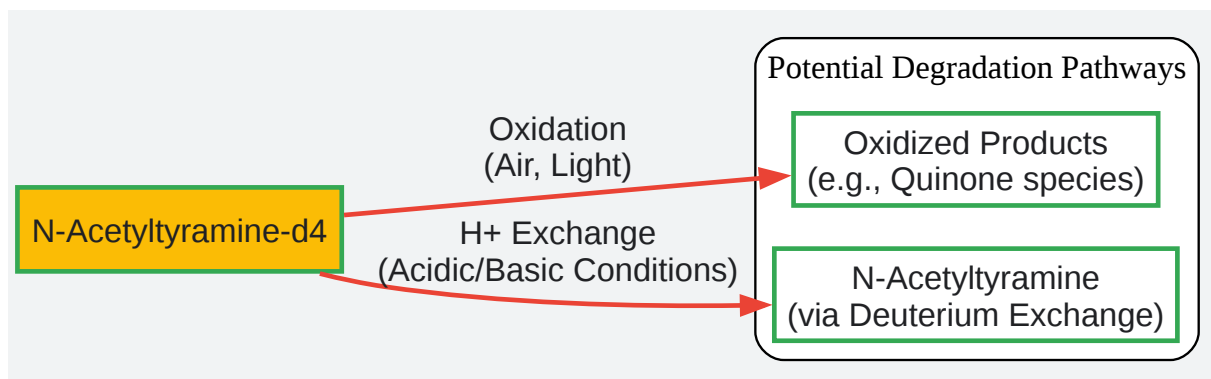 Potential Degradation Pathways
Oxidation
(Air, Light)
Oxidized Products
(e.g., Quinone species)
N-Acetyltyramine-d4
H+ Exchange
(Acidic/Basic Conditions)
N-Acetyltyramine
(via Deuterium Exchange)